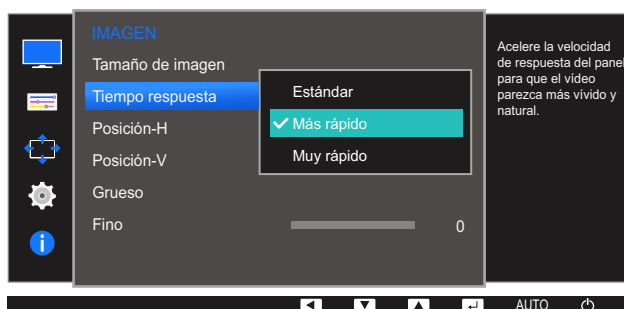 IMAGEN
Tamaño de imagen
Tiempo respuesta
Posición-H
Posición-V
Grueso
Fino
0
Estándar
Más rápido
Muy rápido
Acelere la velocidad
de respuesta del panel
para que el vídeo
parezca más vívido y
natural.
AUTO